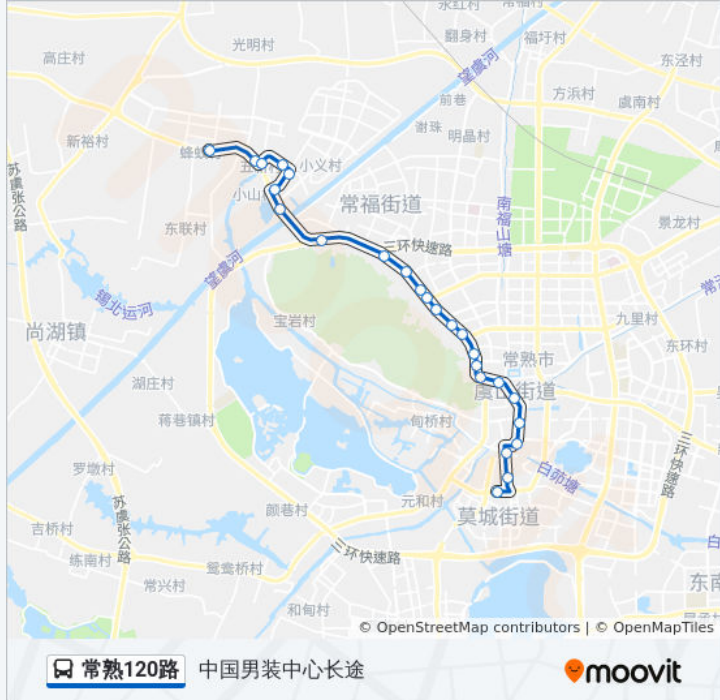 永红村
常福村
光明村
翻身村
福圩村
高庄村
望虞河
东泾村
前巷
方浜村
虞南村
谢珠
明晶村
新裕村
小义村
苏虞张公路
小山村
常福街道
南福山塘
东联村
三环快速路
景龙村
望虞河
锡北运河
宝岩村
九里村
尚湖镇
常熟市
东环村
湖庄村
虞山街道
蒋巷镇村
甸桥村
三环快速路
罗墩村
白茆塘
苏虞张公路
元和村
颜巷村
莫城街道
吉桥村
三环快速路
练南村
鸳鸯桥村
常兴村
东南
和甸村
© OpenStreetMap contributors | © OpenMapTiles
常熟120路 中国男装中心长途
moovit